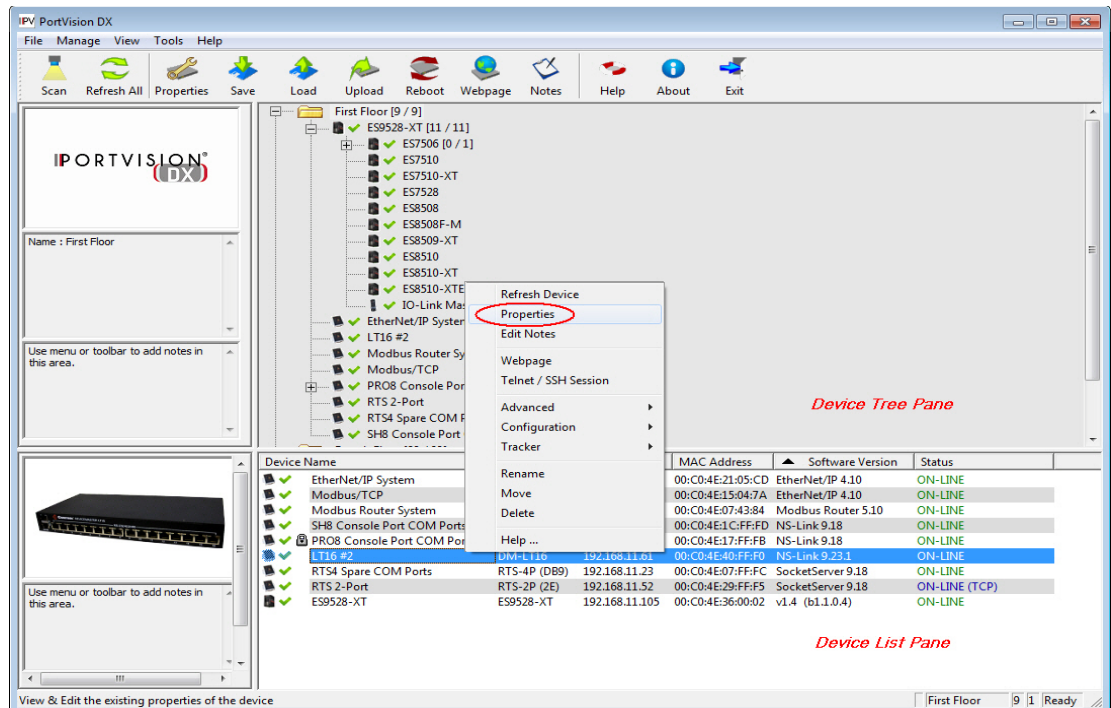 IPV PortVision DX
File Manage View Tools Help
Scan Refresh All Properties Save Load Upload Reboot Webpage Notes Help About Exit
IPORTVISION®
(DX)
Name : First Floor
Use menu or toolbar to add notes in
this area.
First Floor [9 / 9]
ES9528-XT [11 / 11]
ES7506 [0 / 1]
ES7510
ES7510-XT
ES7528
ES8508
ES8508F-M
ES8509-XT
ES8510
ES8510-XT
ES8510-XTE
IO-Link Mas
EtherNet/IP System
LT16 #2
Modbus Router Sy
Modbus/TCP
PRO8 Console Por
RTS 2-Port
RTS4 Spare COM P
SH8 Console Port
Refresh Device
Properties
Edit Notes
Webpage
Telnet / SSH Session
Advanced
Configuration
Tracker
Rename
Move
Delete
Help ...
Device Tree Pane
Device Name MAC Address Software Version Status
EtherNet/IP System 00:C0:4E:21:05:CD EtherNet/IP 4.10 ON-LINE
Modbus/TCP 00:C0:4E:15:04:7A EtherNet/IP 4.10 ON-LINE
Modbus Router System 00:C0:4E:07:43:84 Modbus Router 5.10 ON-LINE
SH8 Console Port COM Ports 00:C0:4E:1C:FF:FD NS-Link 9.18 ON-LINE
PRO8 Console Port COM Por 00:C0:4E:17:FF:FB NS-Link 9.18 ON-LINE
LT16 #2 DM-LT16 192.168.11.61 00:C0:4E:40:FF:F0 NS-Link 9.23.1 ON-LINE
RTS4 Spare COM Ports RTS-4P (DB9) 192.168.11.23 00:C0:4E:07:FF:FC SocketServer 9.18 ON-LINE
RTS 2-Port RTS-2P (2E) 192.168.11.52 00:C0:4E:29:FF:F5 SocketServer 9.18 ON-LINE (TCP)
ES9528-XT ES9528-XT 192.168.11.105 00:C0:4E:36:00:02 v1.4 (b1.1.0.4) ON-LINE
Device List Pane
Use menu or toolbar to add notes in
this area.
View & Edit the existing properties of the device First Floor 9 1 Ready